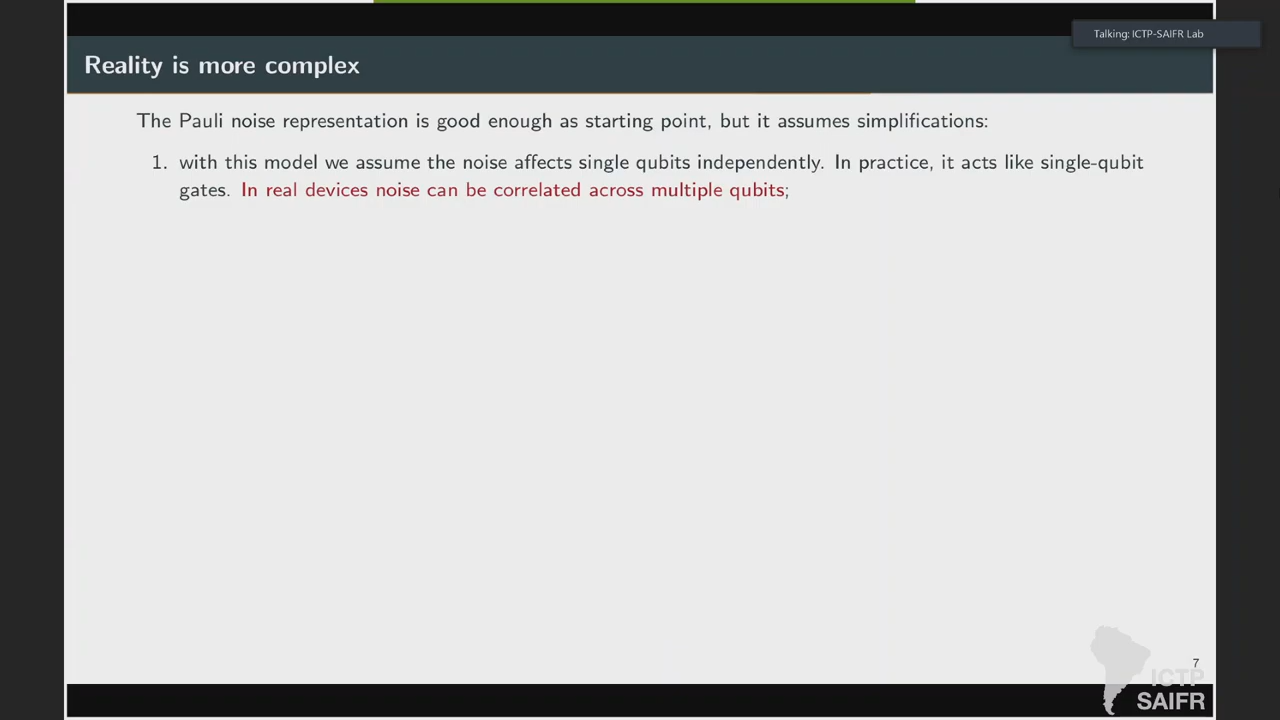 Talking: ICTP-SAIFR Lab
Reality is more complex
The Pauli noise representation is good enough as starting point, but it assumes simplifications:
1. with this model we assume the noise affects single qubits independently. In practice, it acts like single-qubit
gates. In real devices noise can be correlated across multiple qubits;
7
ICTP
SAIFR